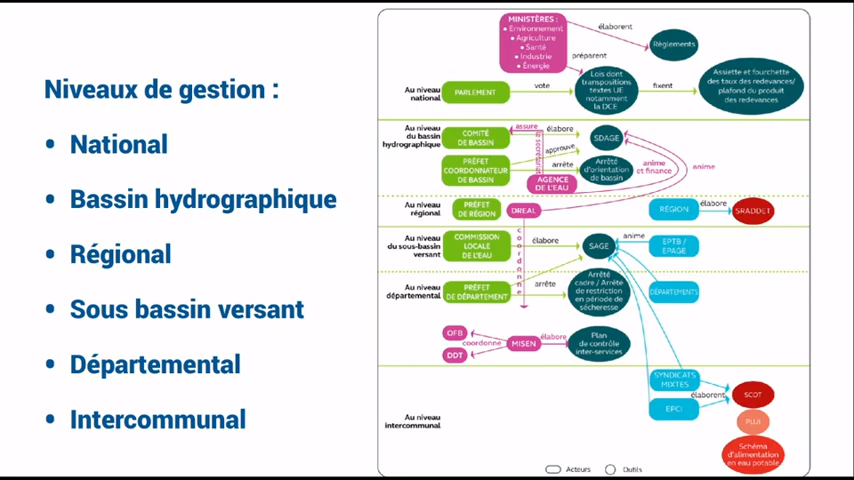 Niveaux de gestion :
• National
• Bassin hydrographique
• Régional
• Sous bassin versant
• Départemental
• Intercommunal
MINISTÈRES :
• Environnement
• Agriculture
• Santé
• Industrie
• Énergie
élaborent
Règlements
préparent
Au niveau
national
PARLEMENT
vote
Lois dont
transpositions
textes UE
notamment
la DCE
fixent
Assiette et fourchette
des taux des redevances/
plafond du produit
des redevances
Au niveau
du bassin
hydrographique
COMITÉ
DE BASSIN
assure
le secrétariat
élabore
SDAGE
PRÉFET
COORDONNATEUR
DE BASSIN
approuve
arrête
Arrêté
d'orientation
de bassin
AGENCE
DE L'EAU
anime
et finance
anime
Au niveau
régional
PRÉFET
DE RÉGION
DREAL
RÉGION
élabore
SRADDET
Au niveau
du sous-bassin
versant
COMMISSION
LOCALE
DE L'EAU
élabore
coordonne
SAGE
anime
EPTB /
EPAGE
Au niveau
départemental
PRÉFET
DE DÉPARTEMENT
arrête
Arrêté
cadre / Arrêté
de restriction
en période de
sécheresse
DÉPARTEMENTS
OFB
coordonne
DDT
MISEN
élabore
Plan
de contrôle
inter-services
Au niveau
intercommunal
SYNDICATS
MIXTES
élaborent
EPCI
SCOT
PLUI
Schéma
d'alimentation
en eau potable
Acteurs
Outils